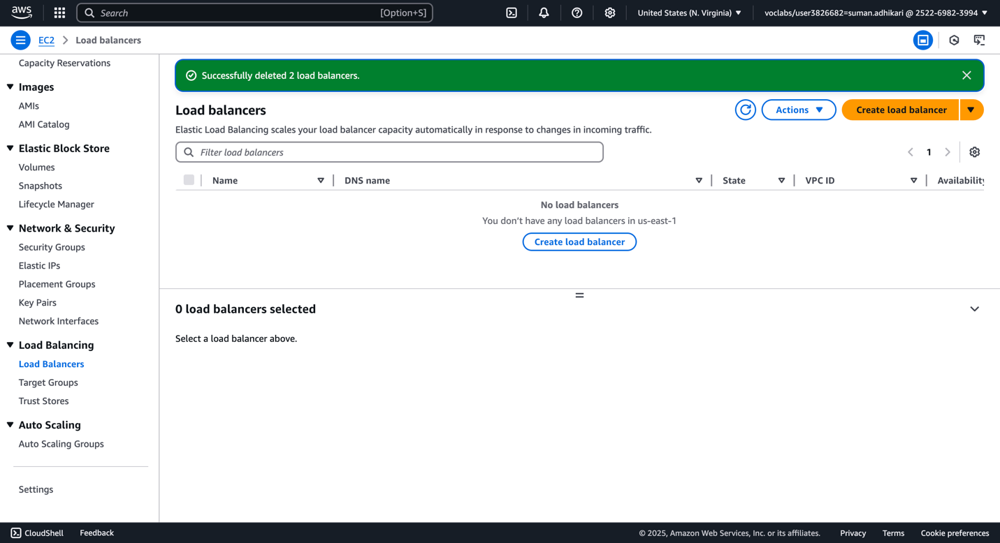 aws
Search [Option+S]
United States (N. Virginia)
voclabs/user3826682=suman.adhikari @ 2522-6982-3994
EC2 Load balancers
Capacity Reservations
Images
AMIs
AMI Catalog
Elastic Block Store
Volumes
Snapshots
Lifecycle Manager
Network & Security
Security Groups
Elastic IPs
Placement Groups
Key Pairs
Network Interfaces
Load Balancing
Load Balancers
Target Groups
Trust Stores
Auto Scaling
Auto Scaling Groups
Settings
Successfully deleted 2 load balancers.
Load balancers
Actions
Create load balancer
Elastic Load Balancing scales your load balancer capacity automatically in response to changes in incoming traffic.
Filter load balancers
1
Name DNS name State VPC ID Availability
No load balancers
You don't have any load balancers in us-east-1
Create load balancer
0 load balancers selected
Select a load balancer above.
CloudShell Feedback
© 2025, Amazon Web Services, Inc. or its affiliates. Privacy Terms Cookie preferences